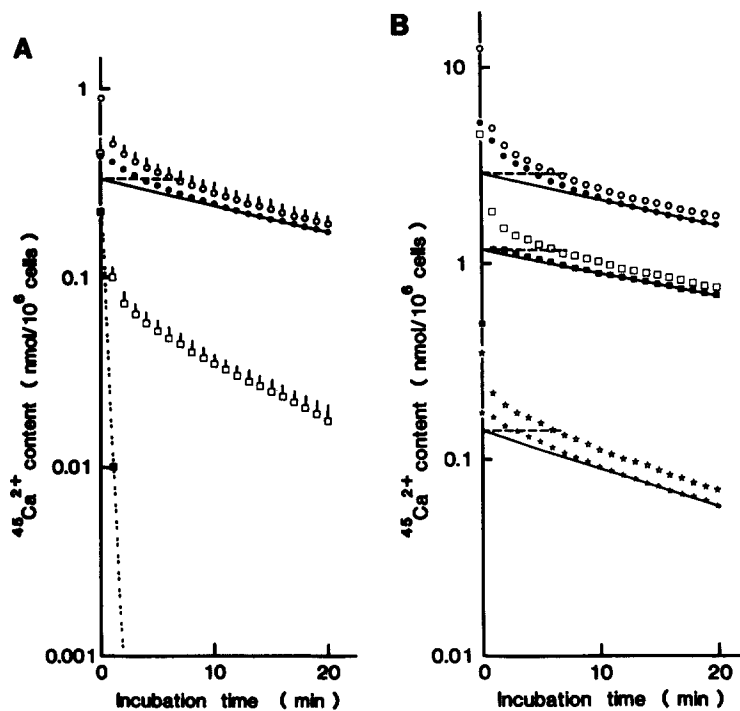 A
1
0.1
0.01
0.001
⁴⁵Ca²⁺ content ( nmol/10⁶ cells)
0
10
20
Incubation time ( min )
B
10
1
0.1
0.01
⁴⁵Ca²⁺ content ( nmol/10⁶ cells)
0
10
20
Incubation time ( min )